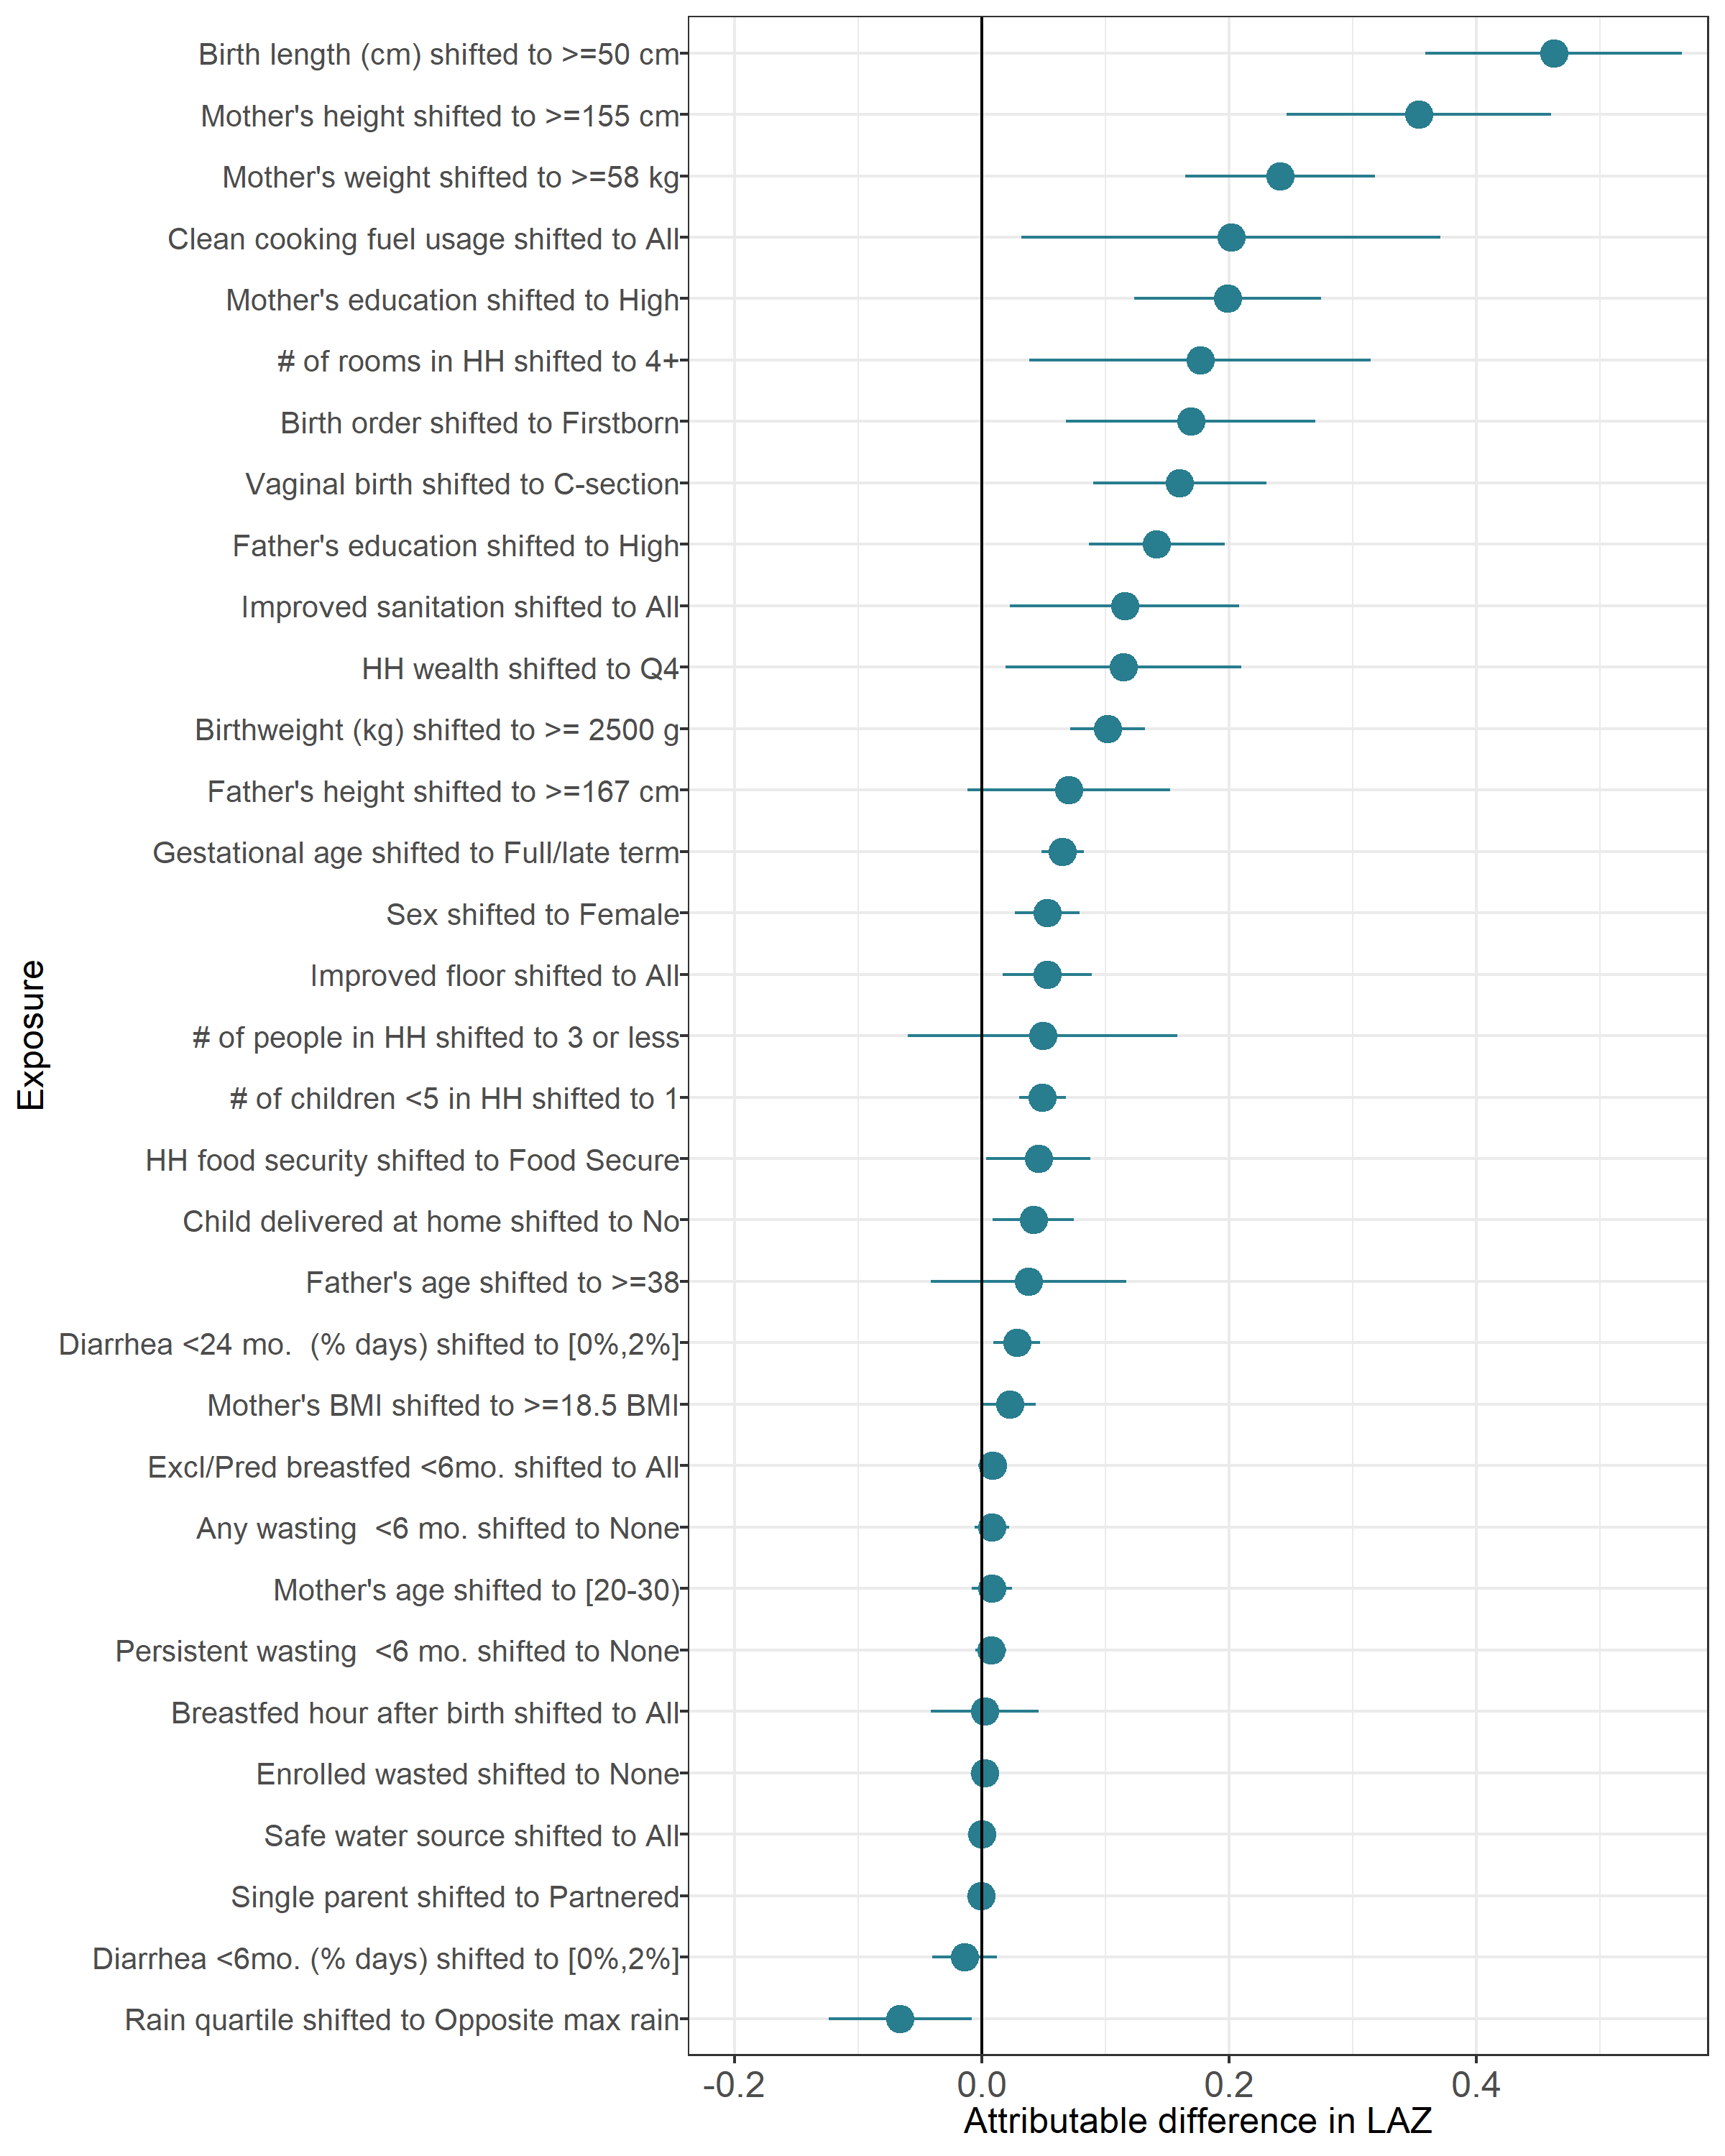 Birth length (cm) shifted to >=50 cm
Mother's height shifted to >=155 cm
Mother's weight shifted to >=58 kg
Clean cooking fuel usage shifted to All
Mother's education shifted to High
# of rooms in HH shifted to 4+
Birth order shifted to Firstborn
Vaginal birth shifted to C-section
Father's education shifted to High
Improved sanitation shifted to All
HH wealth shifted to Q4
Birthweight (kg) shifted to >= 2500 g
Father's height shifted to >=167 cm
Gestational age shifted to Full/late term
Sex shifted to Female
Improved floor shifted to All
# of people in HH shifted to 3 or less
# of children <5 in HH shifted to 1
HH food security shifted to Food Secure
Child delivered at home shifted to No
Father's age shifted to >=38
Diarrhea <24 mo.  (% days) shifted to [0%,2%]
Mother's BMI shifted to >=18.5 BMI
Excl/Pred breastfed <6mo. shifted to All
Any wasting  <6 mo. shifted to None
Mother's age shifted to [20-30)
Persistent wasting  <6 mo. shifted to None
Breastfed hour after birth shifted to All
Enrolled wasted shifted to None
Safe water source shifted to All
Single parent shifted to Partnered
Diarrhea <6mo. (% days) shifted to [0%,2%]
Rain quartile shifted to Opposite max rain
Exposure
-0.2 0.0 0.2 0.4
Attributable difference in LAZ